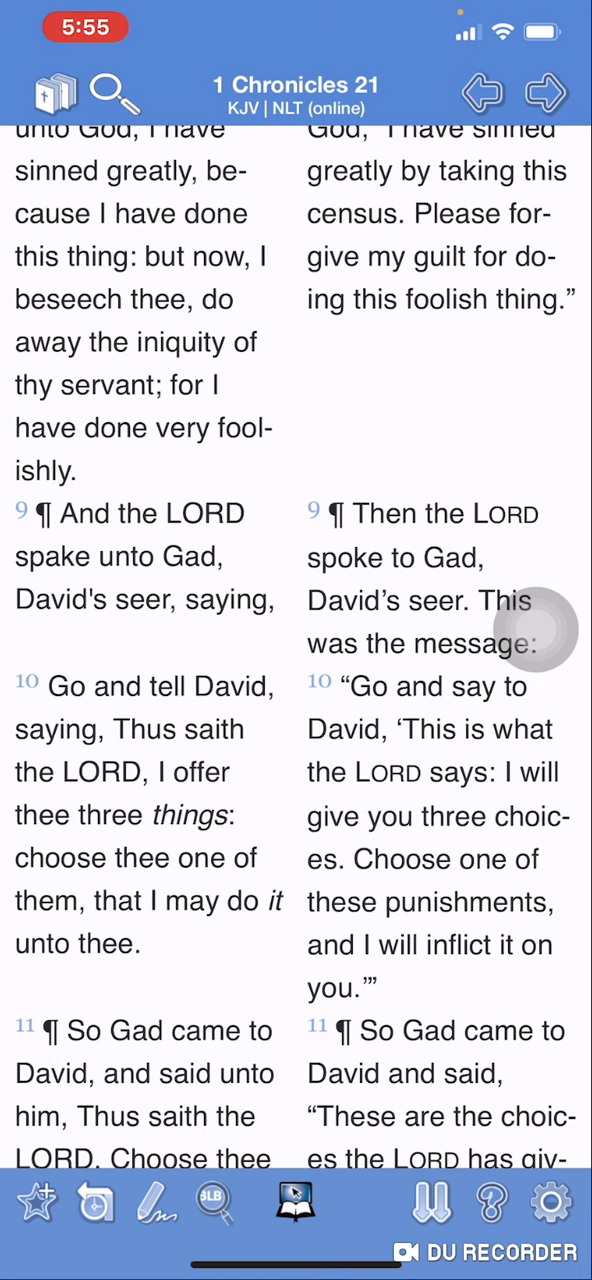 5:55
1 Chronicles 21
KJV | NLT (online)
unto God, I have
sinned greatly, be-
cause I have done
this thing: but now, I
beseech thee, do
away the iniquity of
thy servant; for I
have done very fool-
ishly.
9 ¶ And the LORD
spake unto Gad,
David's seer, saying,
10 Go and tell David,
saying, Thus saith
the LORD, I offer
thee three things:
choose thee one of
them, that I may do it
unto thee.
11 ¶ So Gad came to
David, and said unto
him, Thus saith the
LORD, Choose thee
God, "I have sinned
greatly by taking this
census. Please for-
give my guilt for do-
ing this foolish thing.”
9 ¶ Then the LORD
spoke to Gad,
David’s seer. This
was the message:
10 “Go and say to
David, ‘This is what
the LORD says: I will
give you three choic-
es. Choose one of
these punishments,
and I will inflict it on
you.’”
11 ¶ So Gad came to
David and said,
“These are the choic-
es the LORD has giv-
BLB
DU RECORDER